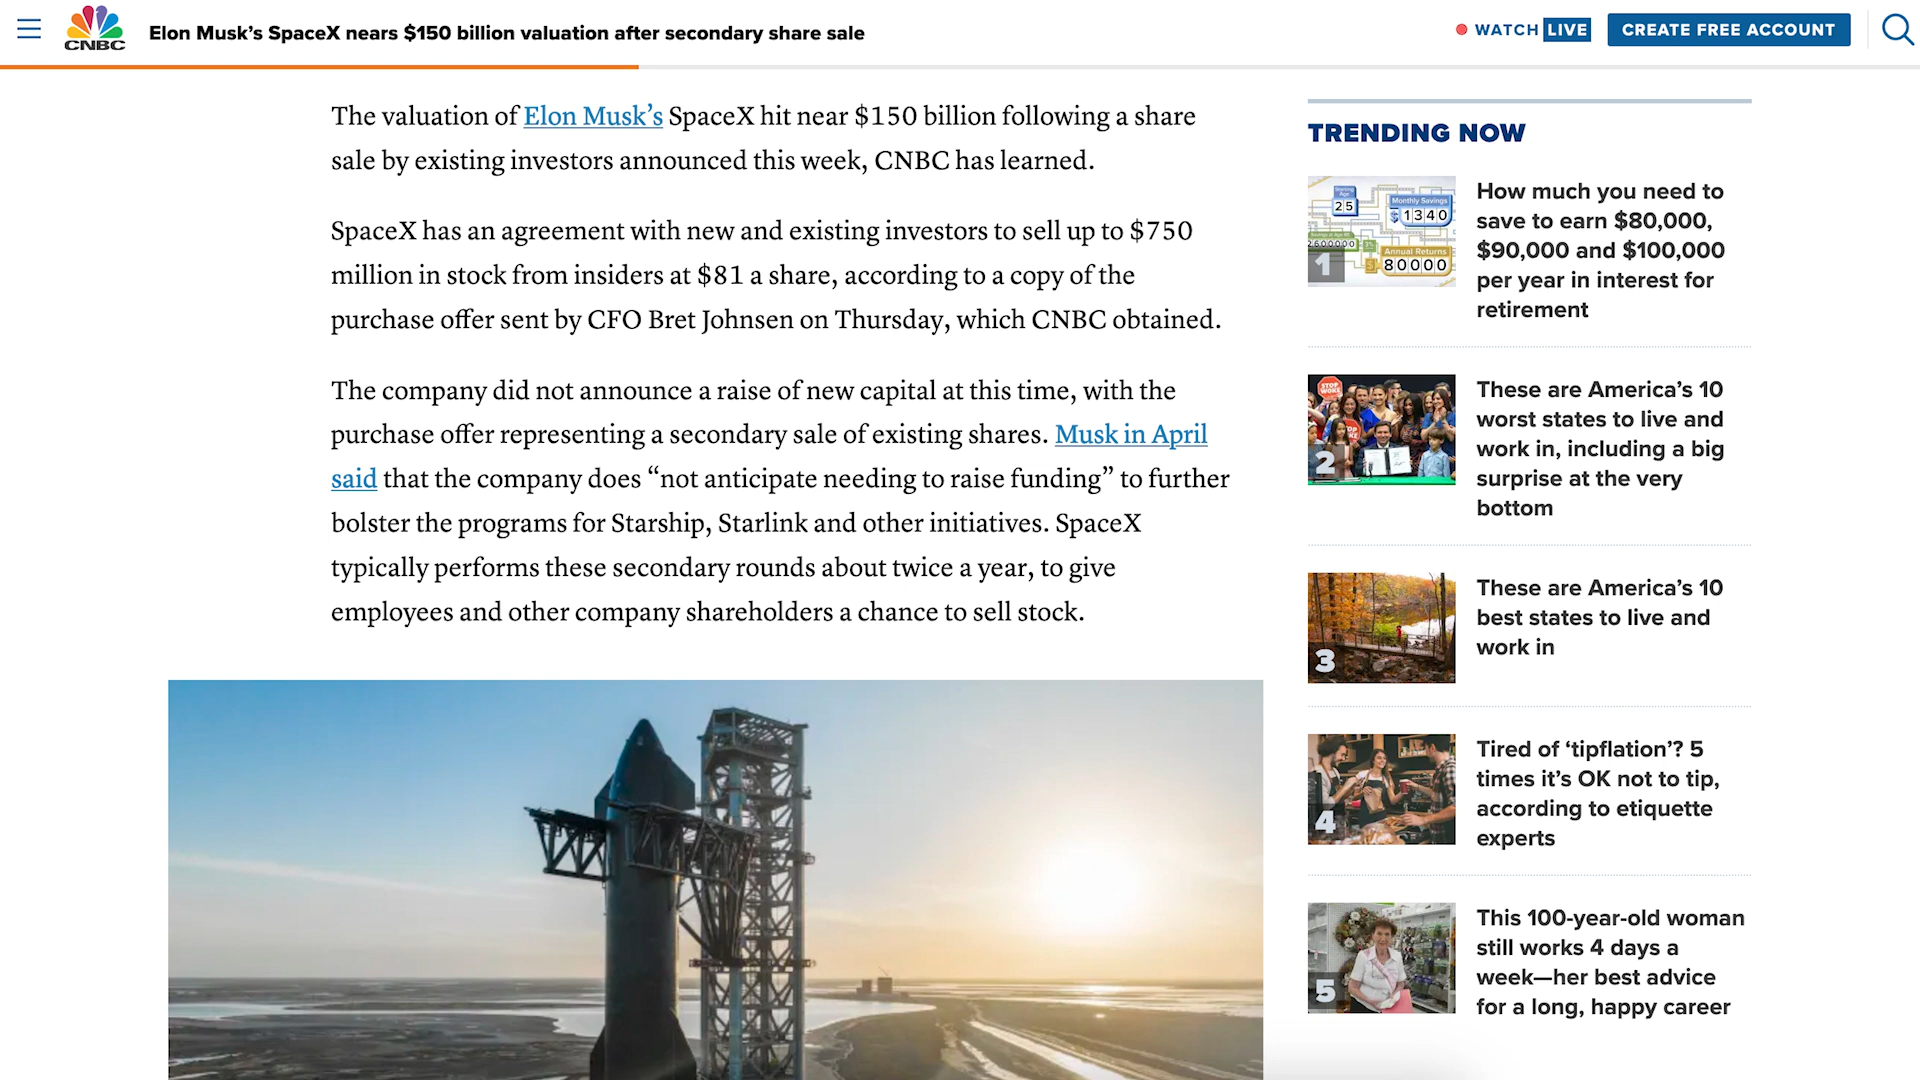 CNBC
Elon Musk’s SpaceX nears $150 billion valuation after secondary share sale
WATCH LIVE
CREATE FREE ACCOUNT
The valuation of Elon Musk’s SpaceX hit near $150 billion following a share
sale by existing investors announced this week, CNBC has learned.
SpaceX has an agreement with new and existing investors to sell up to $750
million in stock from insiders at $81 a share, according to a copy of the
purchase offer sent by CFO Bret Johnsen on Thursday, which CNBC obtained.
The company did not announce a raise of new capital at this time, with the
purchase offer representing a secondary sale of existing shares. Musk in April
said that the company does “not anticipate needing to raise funding” to further
bolster the programs for Starship, Starlink and other initiatives. SpaceX
typically performs these secondary rounds about twice a year, to give
employees and other company shareholders a chance to sell stock.
TRENDING NOW
Starting
Age
25
Monthly Savings
$ 1340
Annual Returns
80000
1
How much you need to
save to earn $80,000,
$90,000 and $100,000
per year in interest for
retirement
STOP
WOKE
2
These are America’s 10
worst states to live and
work in, including a big
surprise at the very
bottom
3
These are America’s 10
best states to live and
work in
4
Tired of ‘tipflation’? 5
times it’s OK not to tip,
according to etiquette
experts
5
This 100-year-old woman
still works 4 days a
week—her best advice
for a long, happy career